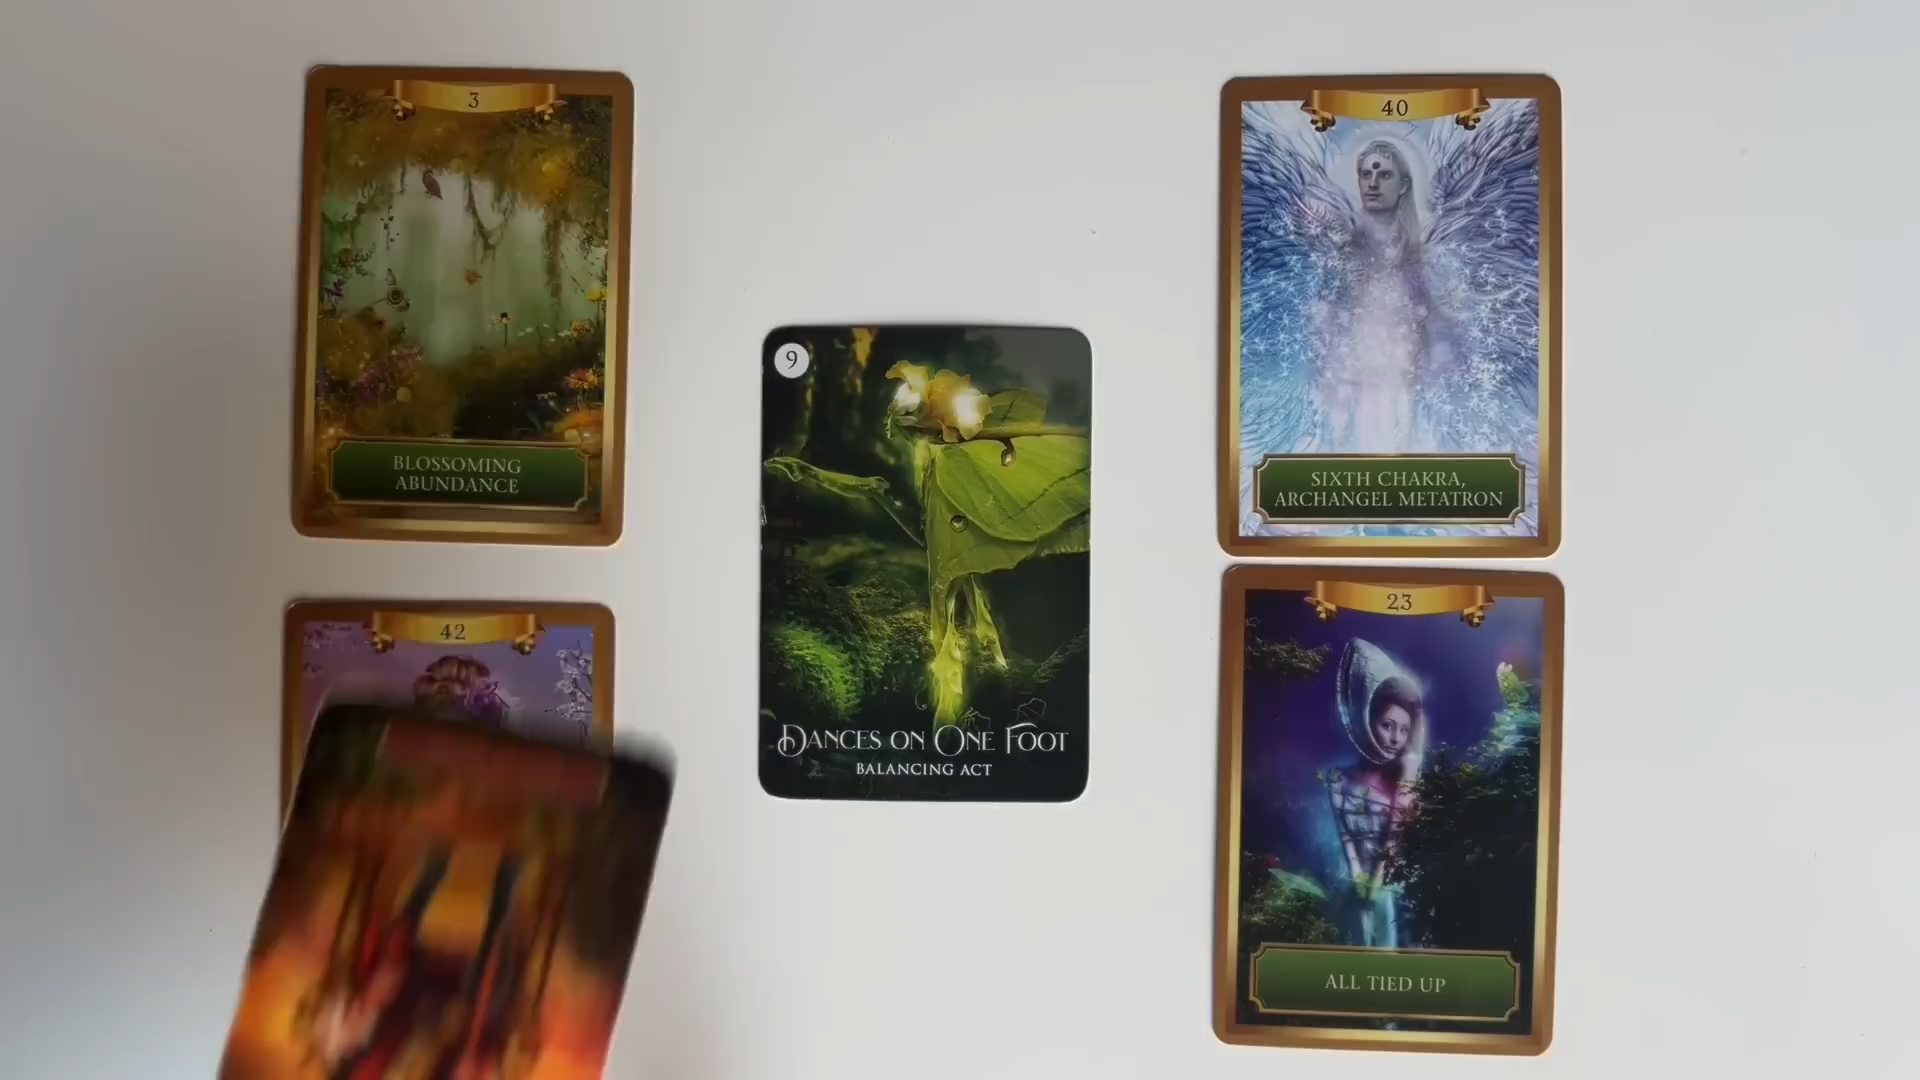 3
BLOSSOMING
ABUNDANCE
42
9
DANCES ON ONE FOOT
BALANCING ACT
40
SIXTH CHAKRA,
ARCHANGEL METATRON
23
ALL TIED UP